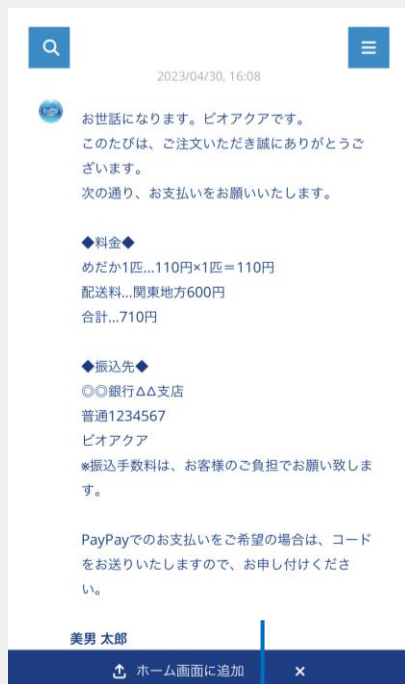 2023/04/30, 16:08
お世話になります。ビオアクアです。
このたびは、ご注文いただき誠にありがとうご
ざいます。
次の通り、お支払いをお願いいたします。
◆料金◆
めだか1匹...110円×1匹＝110円
配送料...関東地方600円
合計...710円
◆振込先◆
◎◎銀行△△支店
普通1234567
ビオアクア
※振込手数料は、お客様のご負担でお願い致しま
す。
PayPayでのお支払いをご希望の場合は、コード
をお送りいたしますので、お申し付けくださ
い。
美男 太郎
ホーム画面に追加 ×